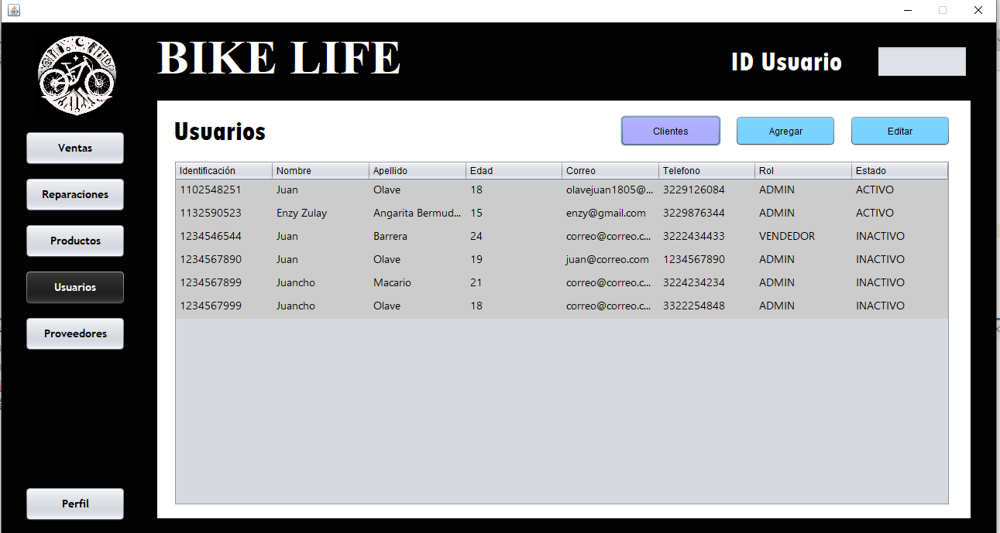 BIKE LIFE
ID Usuario
Ventas
Reparaciones
Productos
Usuarios
Proveedores
Perfil
Usuarios
Clientes Agregar Editar
Identificación Nombre Apellido Edad Correo Telefono Rol Estado
1102548251 Juan Olave 18 olavejuan1805@... 3229126084 ADMIN ACTIVO
1132590523 Enzy Zulay Angarita Bermud... 15 enzy@gmail.com 3229876344 ADMIN ACTIVO
1234546544 Juan Barrera 24 correo@correo.c... 3222434433 VENDEDOR INACTIVO
1234567890 Juan Olave 19 juan@correo.com 1234567890 ADMIN INACTIVO
1234567899 Juancho Macario 21 correo@correo.c... 3224234234 ADMIN INACTIVO
1234567999 Juancho Olave 18 correo@correo.c... 3322254848 ADMIN INACTIVO